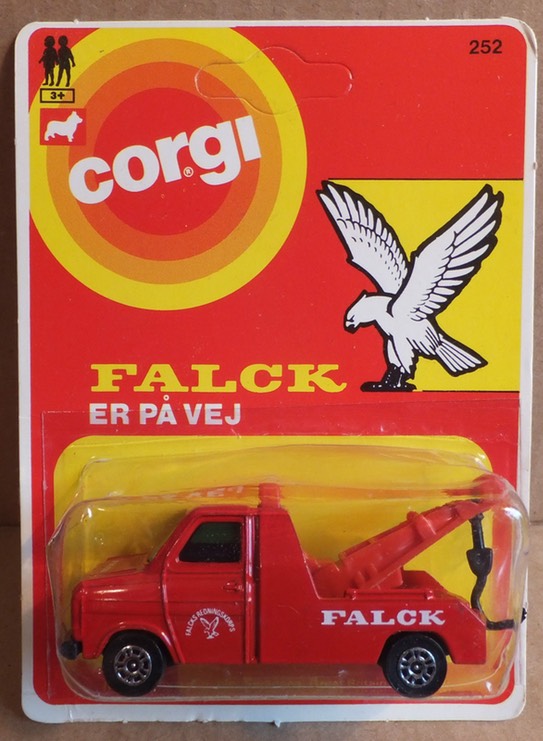 252
3+
corgi®
FALCK
ER PÅ VEJ
FALCK
FALCKS REDNINGSKORPS